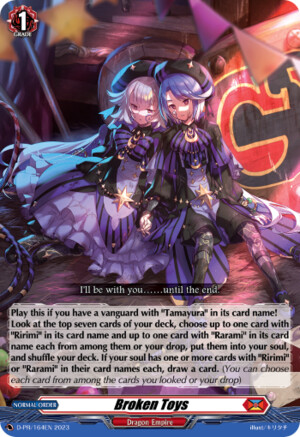 1
GRADE
I'll be with you……until the end.
Play this if you have a vanguard with "Tamayura" in its card name!
Look at the top seven cards of your deck, choose up to one card with
"Ririmi" in its card name and up to one card with "Rarami" in its card
name each from among them or your drop, put them into your soul,
and shuffle your deck. If your soul has one or more cards with "Ririmi"
or "Rarami" in their card names each, draw a card. (You can choose
each card from among the cards you looked or your drop)
NORMAL ORDER
Broken Toys
Dragon Empire
D-PR/164EN 2023
illust/トリタケ